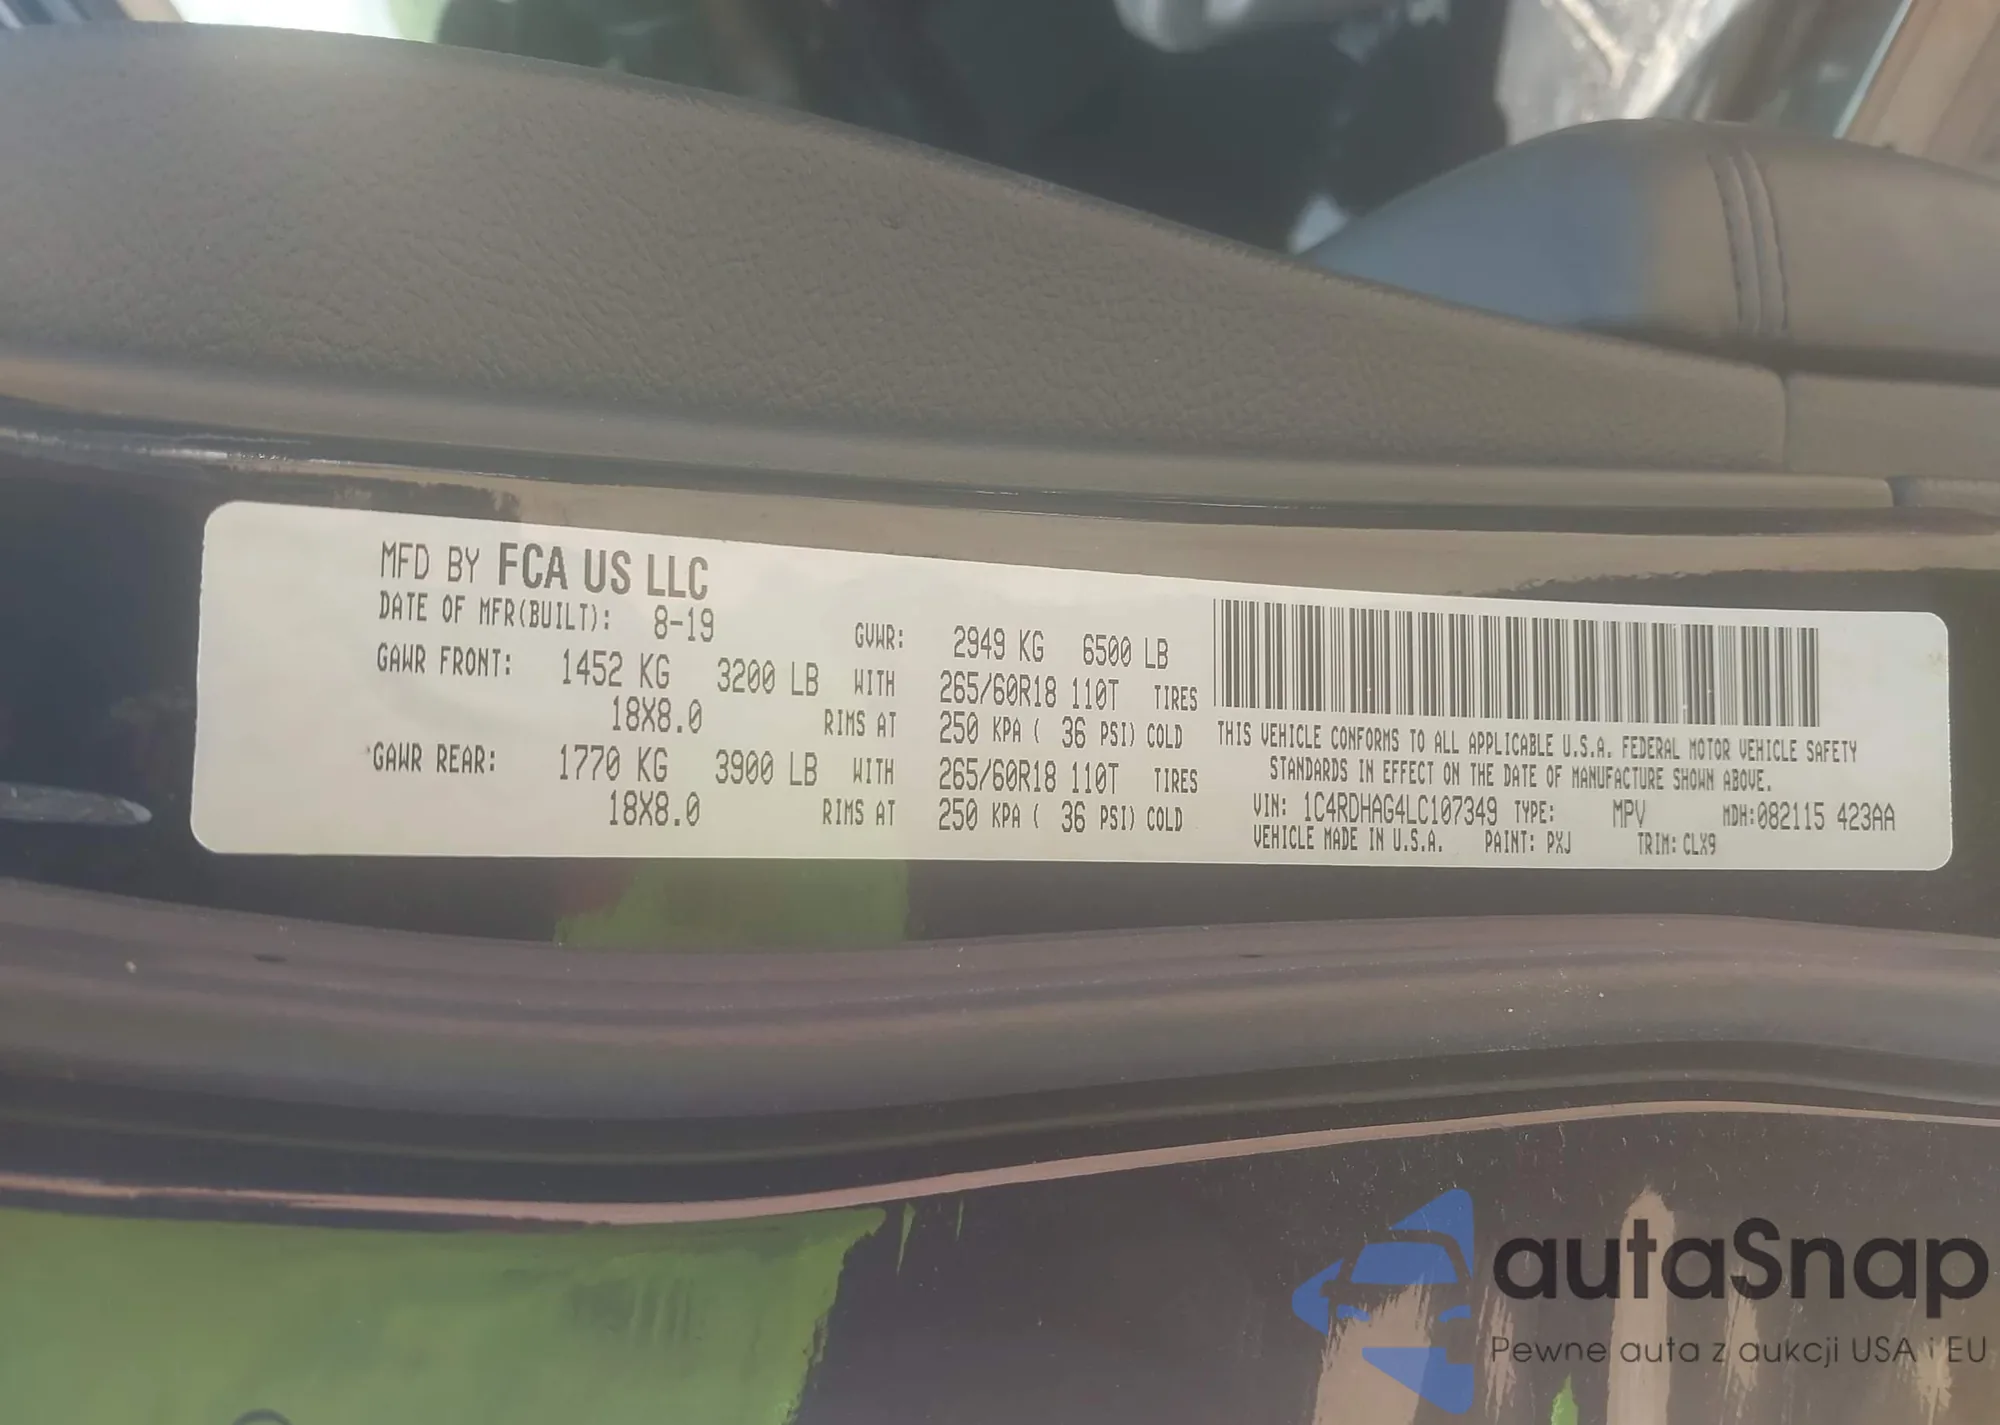 MFD BY FCA US LLC
DATE OF MFR(BUILT): 8-19 GVWR: 2949 KG 6500 LB
GAWR FRONT: 1452 KG 3200 LB WITH 265/60R18 110T TIRES
18X8.0 RIMS AT 250 KPA ( 36 PSI) COLD
GAWR REAR: 1770 KG 3900 LB WITH 265/60R18 110T TIRES
18X8.0 RIMS AT 250 KPA ( 36 PSI) COLD
THIS VEHICLE CONFORMS TO ALL APPLICABLE U.S.A. FEDERAL MOTOR VEHICLE SAFETY
STANDARDS IN EFFECT ON THE DATE OF MANUFACTURE SHOWN ABOVE.
VIN: 1C4RDHAG4LC107349 TYPE: MPV MDH:082115 423AA
VEHICLE MADE IN U.S.A. PAINT: PXJ TRIM: CLX9
autaSnap
Pewne auta z aukcji USA i EU